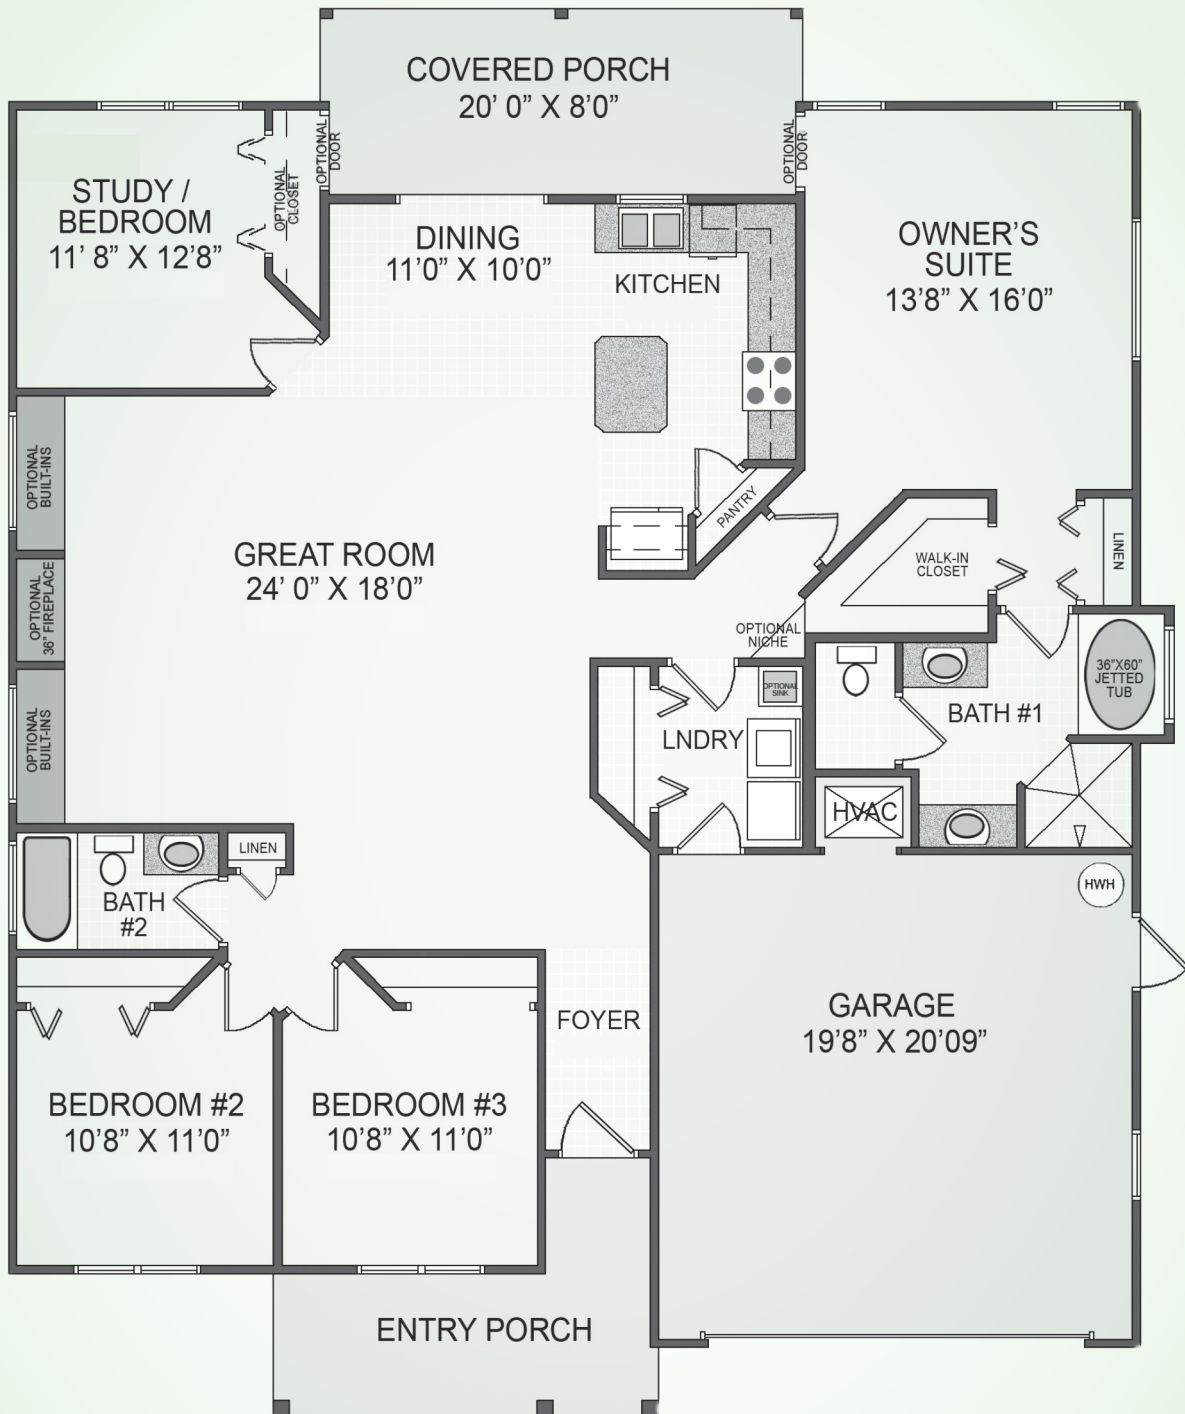 COVERED PORCH
20' 0" X 8'0"
OPTIONAL
DOOR
OPTIONAL
DOOR
STUDY /
BEDROOM
11' 8" X 12'8"
OPTIONAL
CLOSET
DINING
11'0" X 10'0"
KITCHEN
OWNER'S
SUITE
13'8" X 16'0"
OPTIONAL
BUILT-INS
PANTRY
GREAT ROOM
24' 0" X 18'0"
WALK-IN
CLOSET
LINEN
OPTIONAL
36" FIREPLACE
OPTIONAL
NICHE
36"X60"
JETTED
TUB
OPTIONAL
SINK
OPTIONAL
BUILT-INS
LNDRY
BATH #1
HVAC
LINEN
HWH
BATH
#2
FOYER
GARAGE
19'8" X 20'09"
BEDROOM #2
10'8" X 11'0"
BEDROOM #3
10'8" X 11'0"
ENTRY PORCH